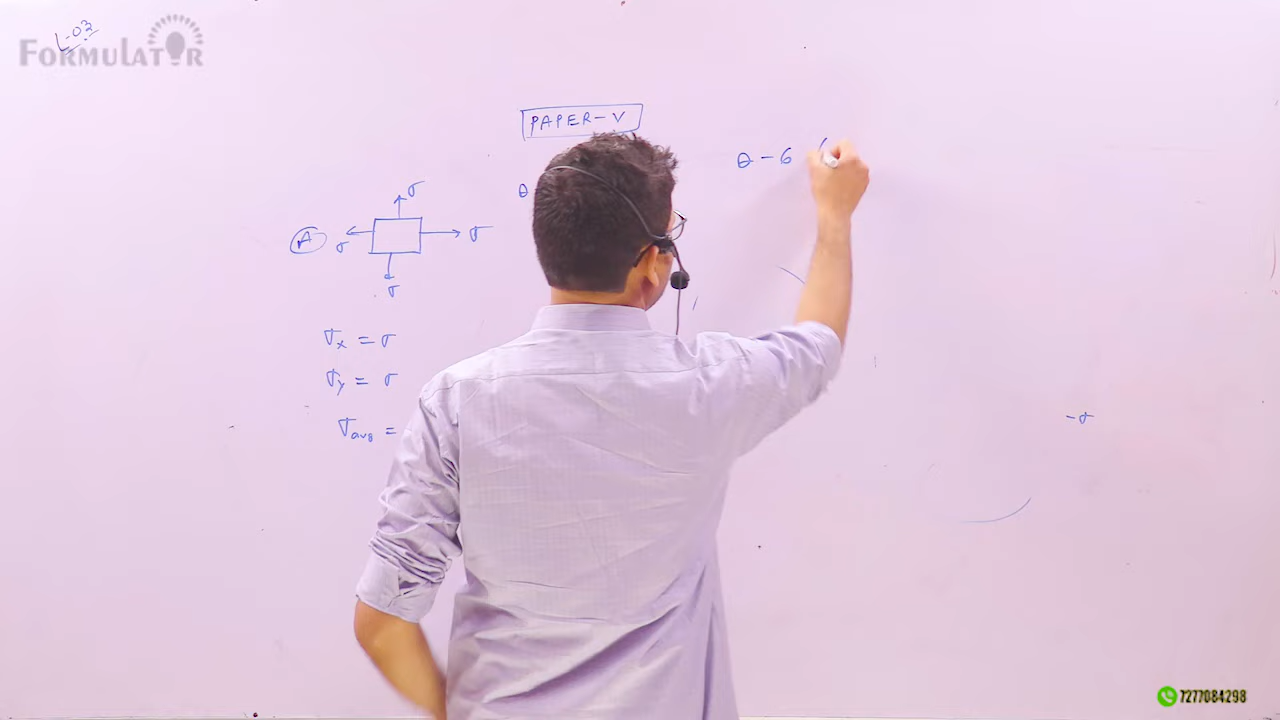 L-03
FORMULATOR
PAPER-V
θ - 6
θ
σ
A
σ
σ
σ
σx = σ
σy = σ
σavg =
-σ
7277084298